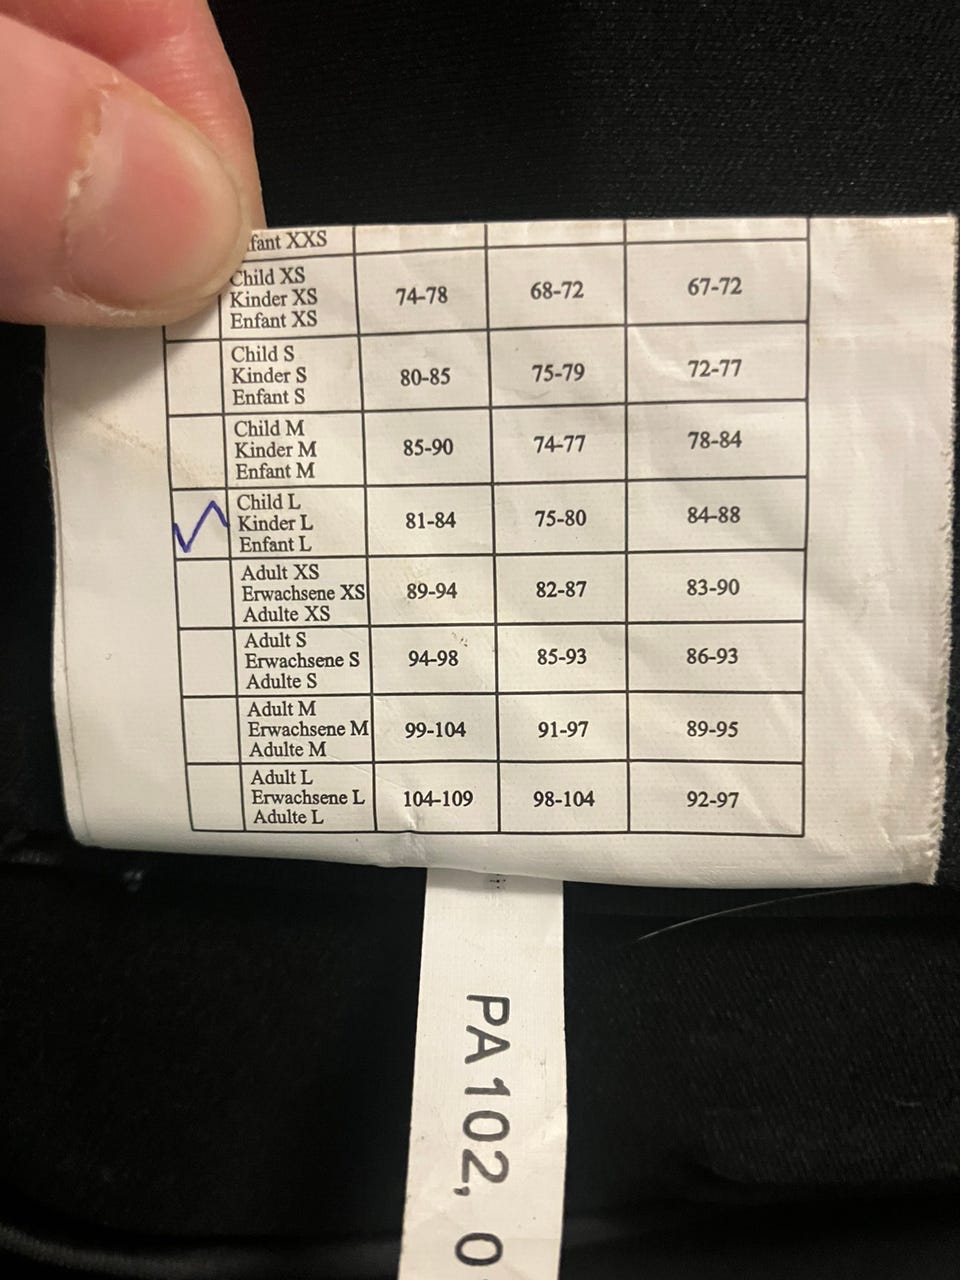 fant XXS
Child XS
Kinder XS 74-78 68-72 67-72
Enfant XS
Child S
Kinder S 80-85 75-79 72-77
Enfant S
Child M
Kinder M 85-90 74-77 78-84
Enfant M
Child L
Kinder L 81-84 75-80 84-88
Enfant L
Adult XS
Erwachsene XS 89-94 82-87 83-90
Adulte XS
Adult S
Erwachsene S 94-98 85-93 86-93
Adulte S
Adult M
Erwachsene M 99-104 91-97 89-95
Adulte M
Adult L
Erwachsene L 104-109 98-104 92-97
Adulte L
PA102, 0